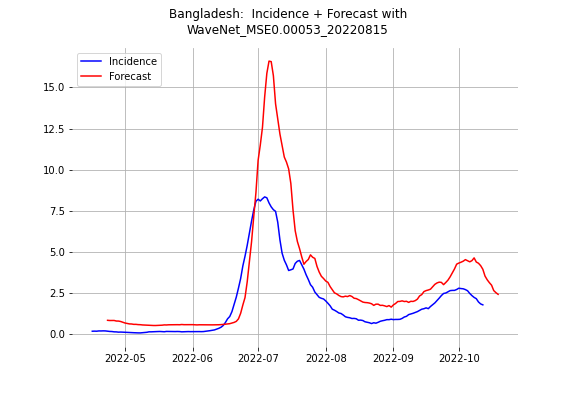 Bangladesh:  Incidence + Forecast with
WaveNet_MSE0.00053_20220815
Incidence
Forecast
15.0
12.5
10.0
7.5
5.0
2.5
0.0
2022-05 2022-06 2022-07 2022-08 2022-09 2022-10